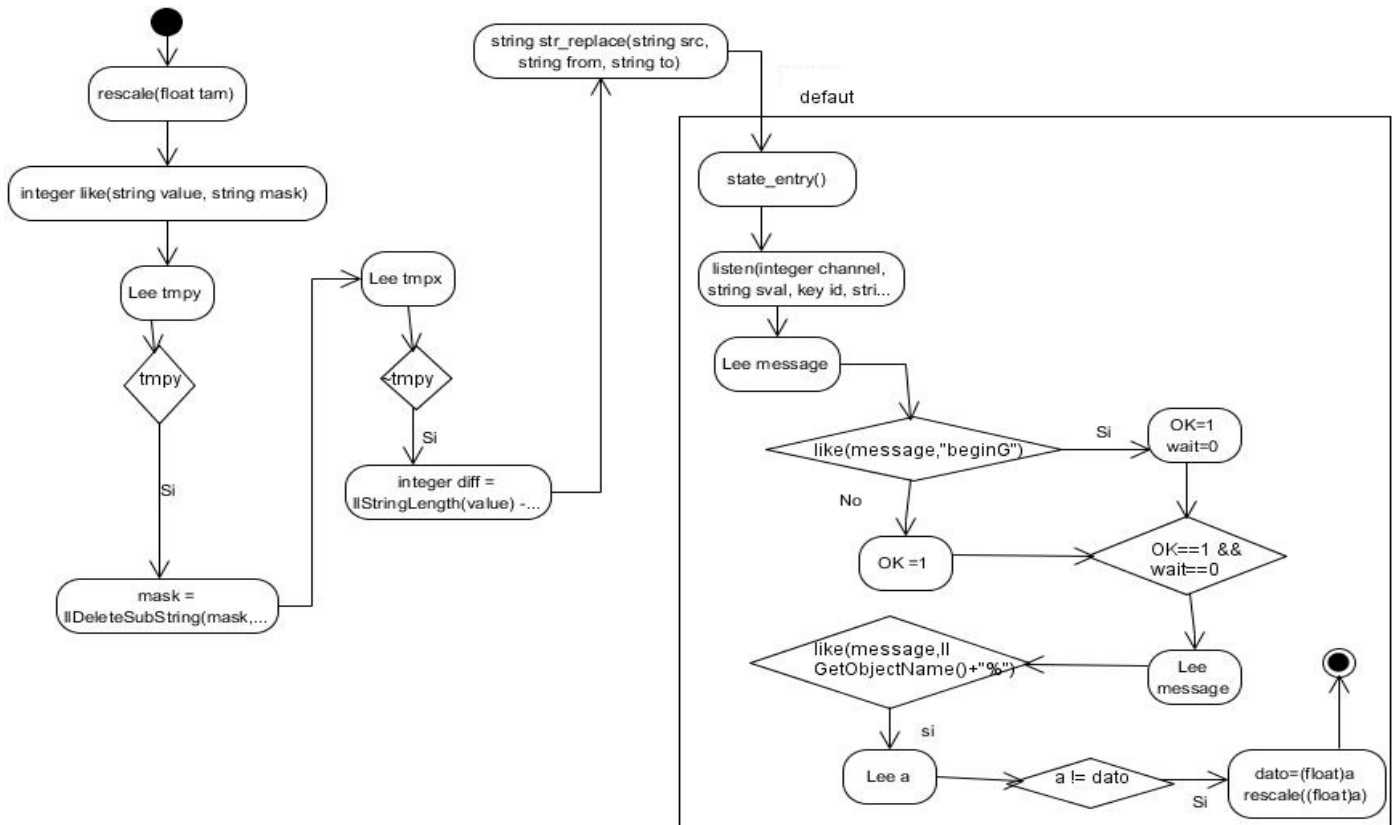 rescale(float tam)
integer like(string value, string mask)
Lee tmpy
tmpy
Si
mask =
llDeleteSubString(mask,...
Lee tmpx
~tmpy
Si
integer diff =
llStringLength(value) -...
string str_replace(string src,
string from, string to)
defaut
state_entry()
listen(integer channel,
string sval, key id, stri...
Lee message
like(message,"beginG")
Si
OK=1
wait=0
No
OK =1
OK==1 &&
wait==0
Lee
message
like(message,ll
GetObjectName()+"%")
si
Lee a
a != dato
Si
dato=(float)a
rescale((float)a)